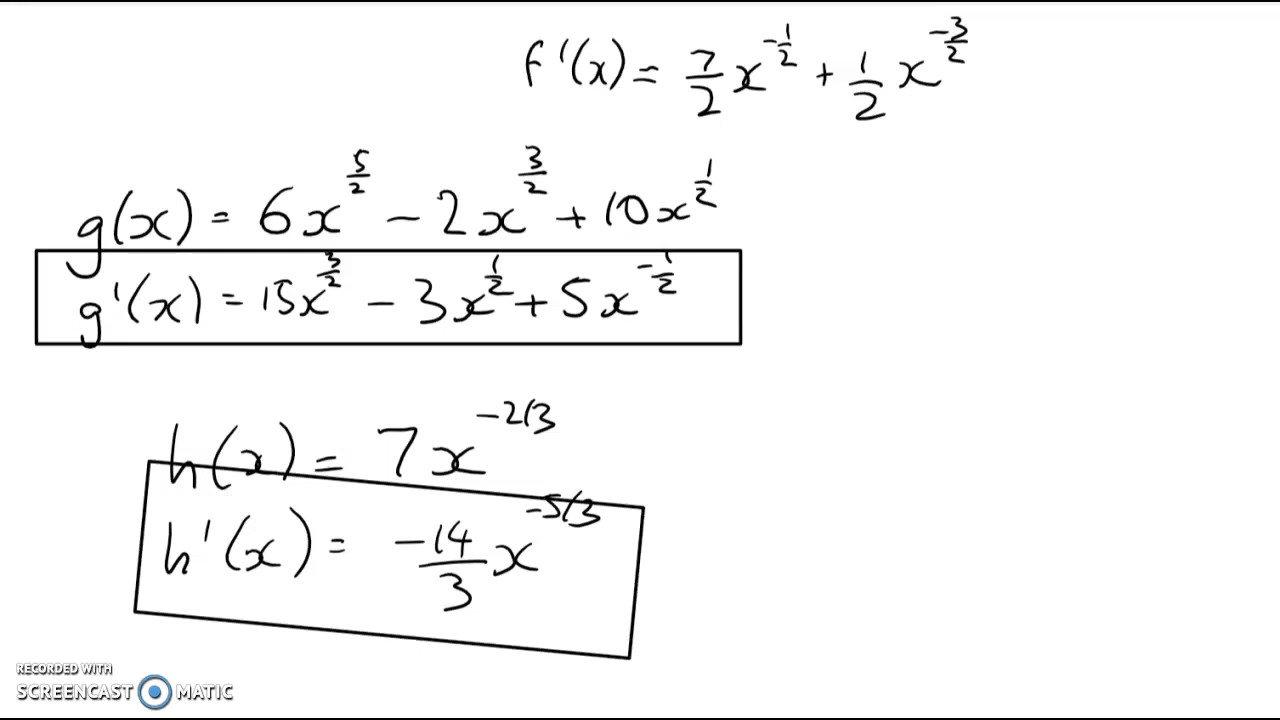 f'(x) = 7/2 x^(-1/2) + 1/2 x^(-3/2)
g(x) = 6x^(5/2) - 2x^(3/2) + 10x^(1/2)
g'(x) = 15x^(3/2) - 3x^(1/2) + 5x^(-1/2)
h(x) = 7x^(-2/3)
h'(x) = -14/3 x^(-5/3)
RECORDED WITH
SCREENCAST MATIC